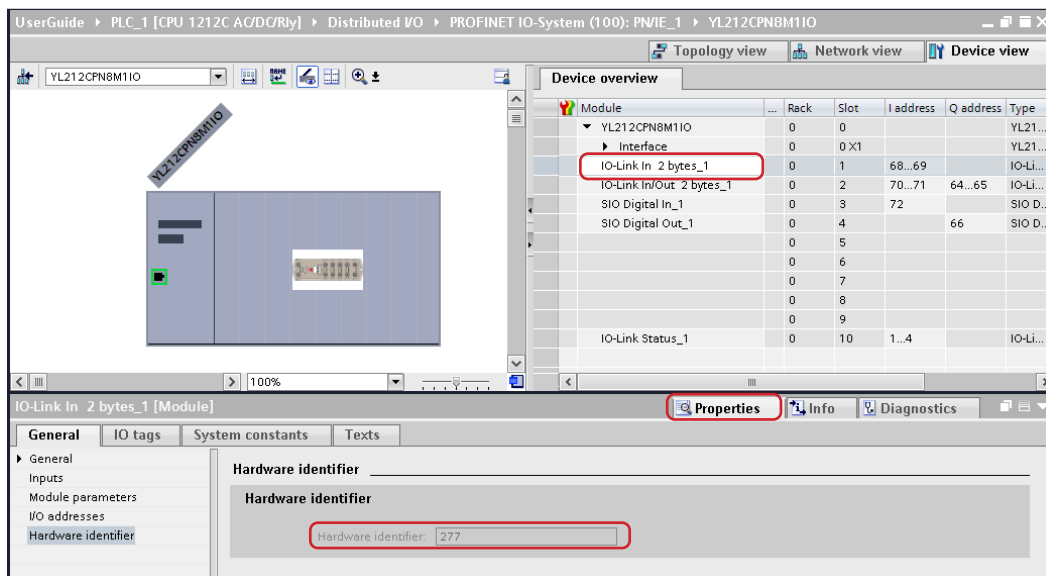 UserGuide ▸ PLC_1 [CPU 1212C AC/DC/Rly] ▸ Distributed I/O ▸ PROFINET IO-System (100): PN/IE_1 ▸ YL212CPN8M1IO
Topology view Network view Device view
YL212CPN8M1IO
Device overview
Module ... Rack Slot I address Q address Type
YL212CPN8M1IO 0 0 YL21...
Interface 0 0 X1 YL21...
IO-Link In 2 bytes_1 0 1 68...69 IO-Li...
IO-Link In/Out 2 bytes_1 0 2 70...71 64...65 IO-Li...
SIO Digital In_1 0 3 72 SIO D...
SIO Digital Out_1 0 4 66 SIO D...
0 5
0 6
0 7
0 8
0 9
IO-Link Status_1 0 10 1...4 IO-Li...
YL212CPN8M1IO
100%
IO-Link In 2 bytes_1 [Module]
Properties Info Diagnostics
General IO tags System constants Texts
General
Inputs
Module parameters
I/O addresses
Hardware identifier
Hardware identifier
Hardware identifier
Hardware identifier: 277